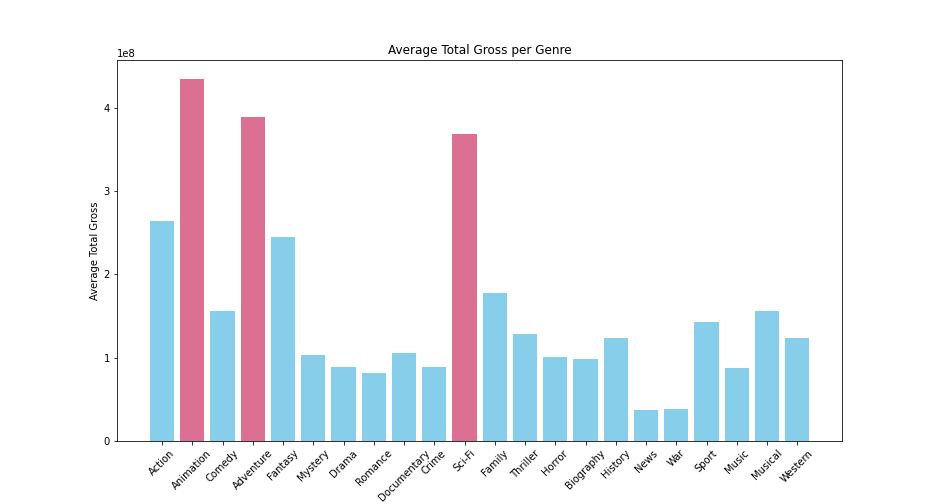 Average Total Gross per Genre
1e8
4
3
2
1
0
Average Total Gross
Action
Animation
Comedy
Adventure
Fantasy
Mystery
Drama
Romance
Documentary
Crime
Sci-Fi
Family
Thriller
Horror
Biography
History
News
War
Sport
Music
Musical
Western